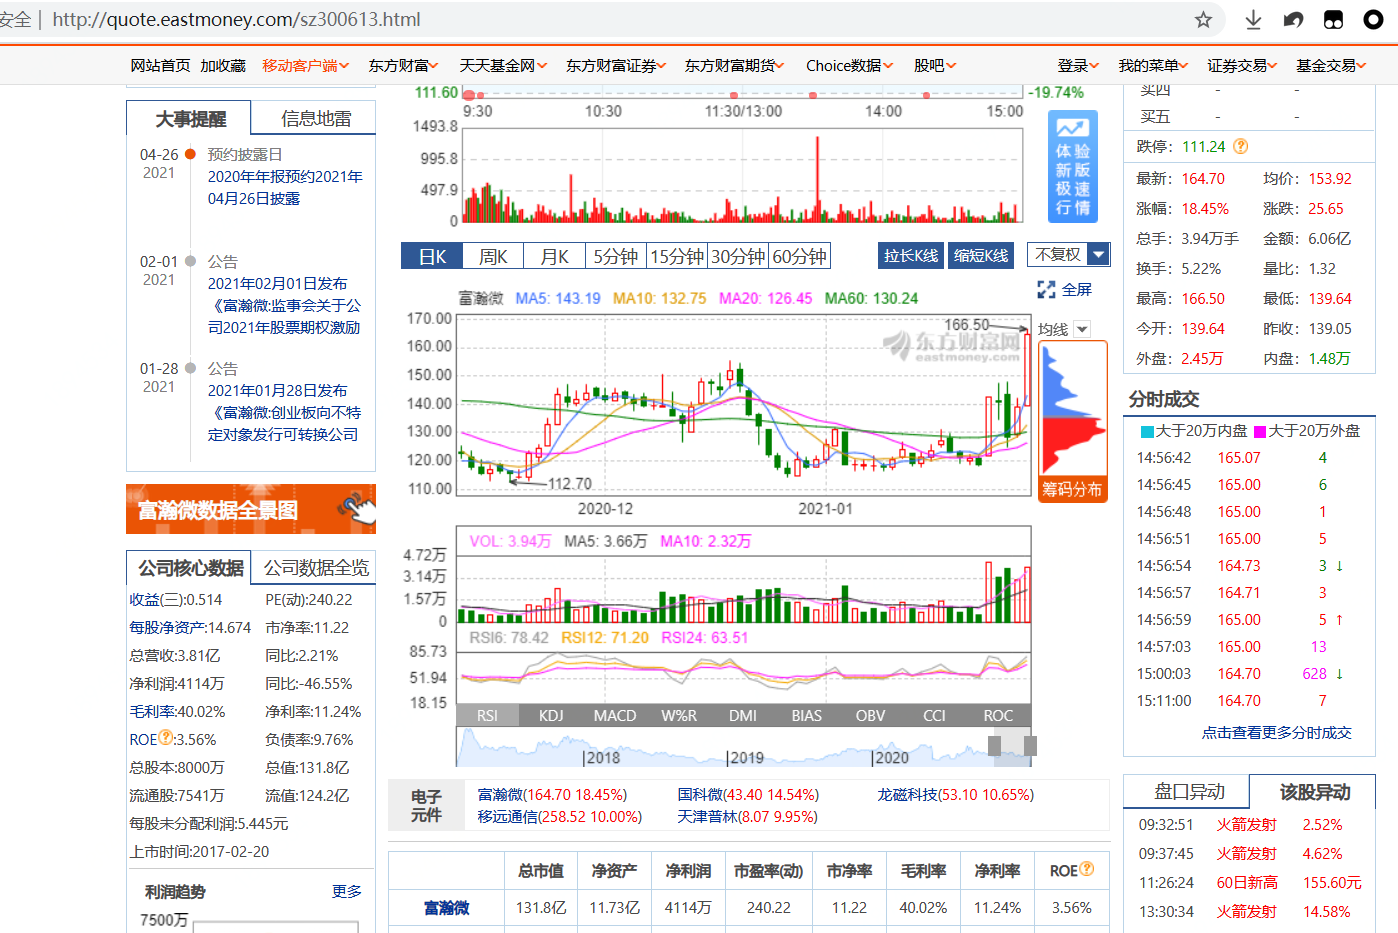 安全 | http://quote.eastmoney.com/sz300613.html
网站首页 加收藏 移动客户端 东方财富 天天基金网 东方财富证券 东方财富期货 Choice数据 股吧 登录 我的菜单 证券交易 基金交易
大事提醒 信息地雷
04-26 预约披露日
2021 2020年年报预约2021年
04月26日披露
02-01 公告
2021 2021年02月01日发布
《富瀚微:监事会关于公
司2021年股票期权激励
01-28 公告
2021 2021年01月28日发布
《富瀚微:创业板向不特
定对象发行可转换公司
富瀚微数据全景图
公司核心数据 公司数据全览
收益(三):0.514 PE(动):240.22
每股净资产:14.674 市净率:11.22
总营收:3.81亿 同比:2.21%
净利润:4114万 同比:-46.55%
毛利率:40.02% 净利率:11.24%
ROE?:3.56% 负债率:9.76%
总股本:8000万 总值:131.8亿
流通股:7541万 流值:124.2亿
每股未分配利润:5.445元
上市时间:2017-02-20
利润趋势 更多
7500万
111.60 -19.74%
9:30 10:30 11:30/13:00 14:00 15:00
1493.8
995.8
497.9
0
体验
新版
极速
行情
日K 周K 月K 5分钟 15分钟 30分钟 60分钟 拉长K线 缩短K线 不复权
富瀚微 MA5: 143.19 MA10: 132.75 MA20: 126.45 MA60: 130.24 全屏
170.00
160.00
150.00
140.00
130.00
120.00
110.00
166.50
东方财富网
eastmoney.com
112.70
均线
筹码分布
2020-12 2021-01
VOL: 3.94万 MA5: 3.66万 MA10: 2.32万
4.72万
3.14万
1.57万
0
RSI6: 78.42 RSI12: 71.20 RSI24: 63.51
85.73
51.94
18.15
RSI KDJ MACD W%R DMI BIAS OBV CCI ROC
2018 2019 2020
电子
元件
富瀚微(164.70 18.45%) 国科微(43.40 14.54%) 龙磁科技(53.10 10.65%)
移远通信(258.52 10.00%) 天津普林(8.07 9.95%)
总市值 净资产 净利润 市盈率(动) 市净率 毛利率 净利率 ROE?
富瀚微 131.8亿 11.73亿 4114万 240.22 11.22 40.02% 11.24% 3.56%
卖四 - -
买五 - -
跌停: 111.24 ?
最新: 164.70 均价: 153.92
涨幅: 18.45% 涨跌: 25.65
总手: 3.94万手 金额: 6.06亿
换手: 5.22% 量比: 1.32
最高: 166.50 最低: 139.64
今开: 139.64 昨收: 139.05
外盘: 2.45万 内盘: 1.48万
分时成交
大于20万内盘 大于20万外盘
14:56:42 165.07 4
14:56:45 165.00 6
14:56:48 165.00 1
14:56:51 165.00 5
14:56:54 164.73 3 ↓
14:56:57 164.71 3
14:56:59 165.00 5 ↑
14:57:03 165.00 13
15:00:03 164.70 628 ↓
15:11:00 164.70 7
点击查看更多分时成交
盘口异动 该股异动
09:32:51 火箭发射 2.52%
09:37:45 火箭发射 4.62%
11:26:24 60日新高 155.60元
13:30:34 火箭发射 14.58%